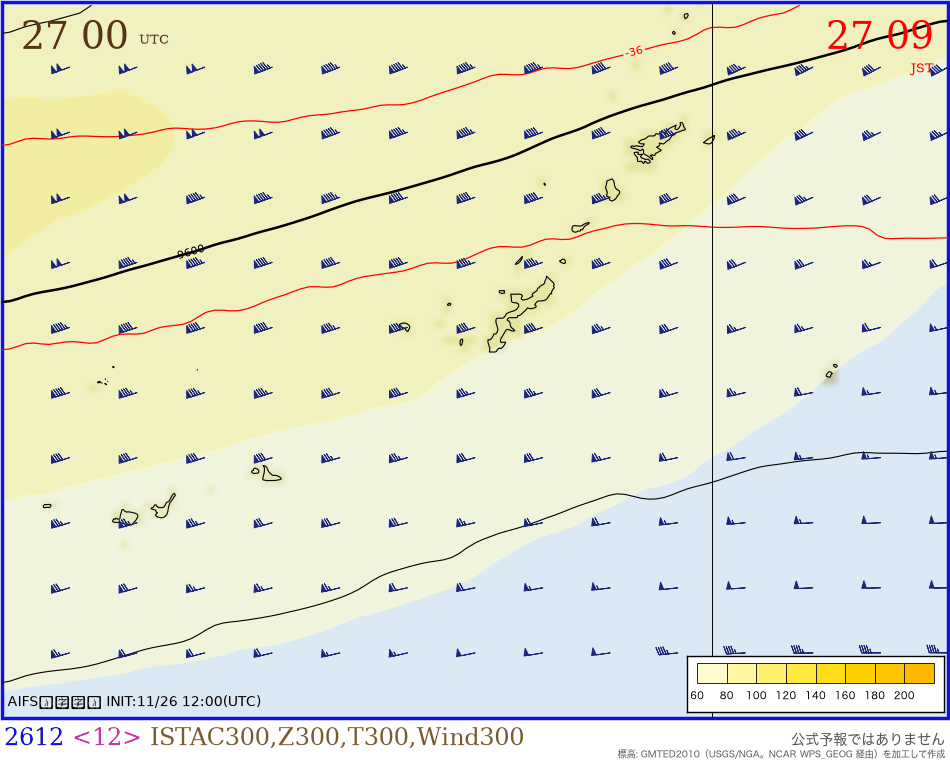 27 00 UTC
27 09
JST
-36
9600
AIFS INIT:11/26 12:00(UTC)
60 80 100 120 140 160 180 200
2612 <12> ISTAC300,Z300,T300,Wind300
公式予報ではありません
標高: GMTED2010（USGS/NGA。NCAR WPS_GEOG 経由）を加工して作成